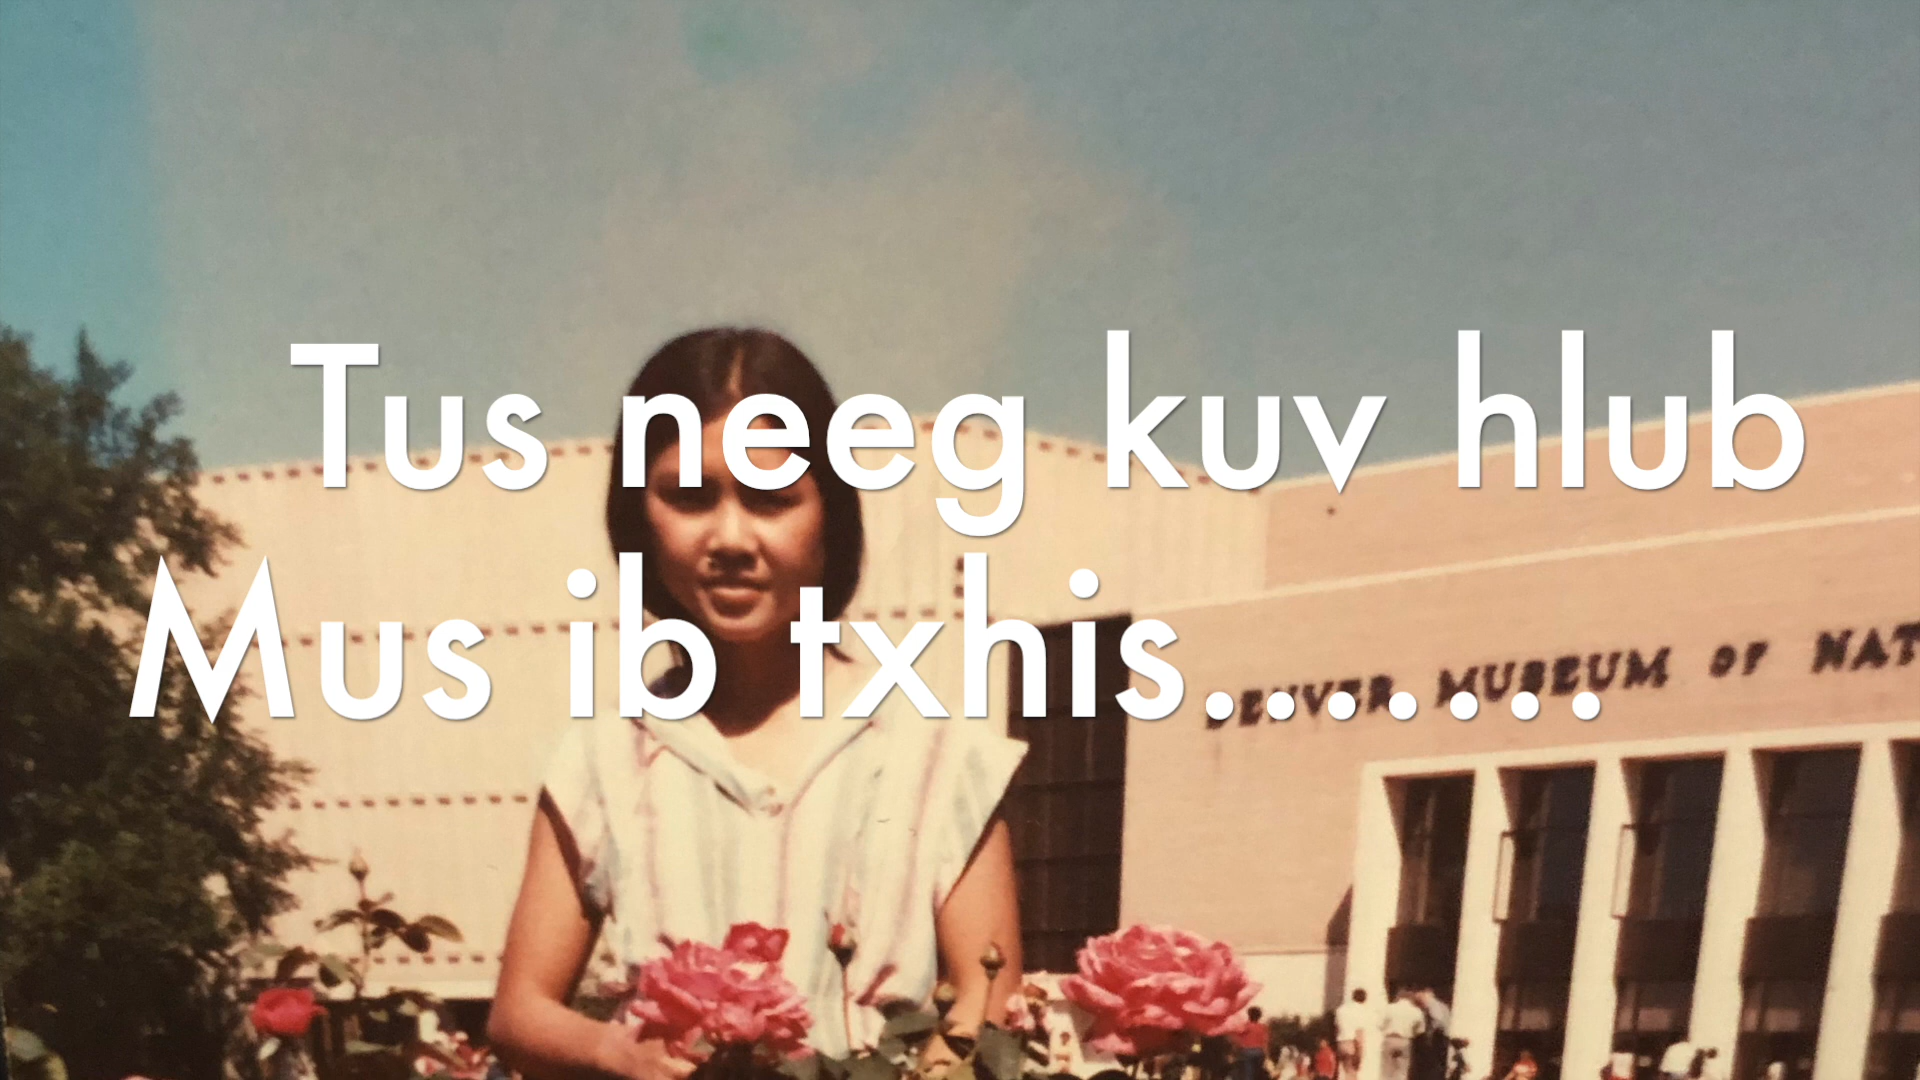 Tus neeg kuv hlub
Mus ib txhis.......
DENVER MUSEUM OF NAT